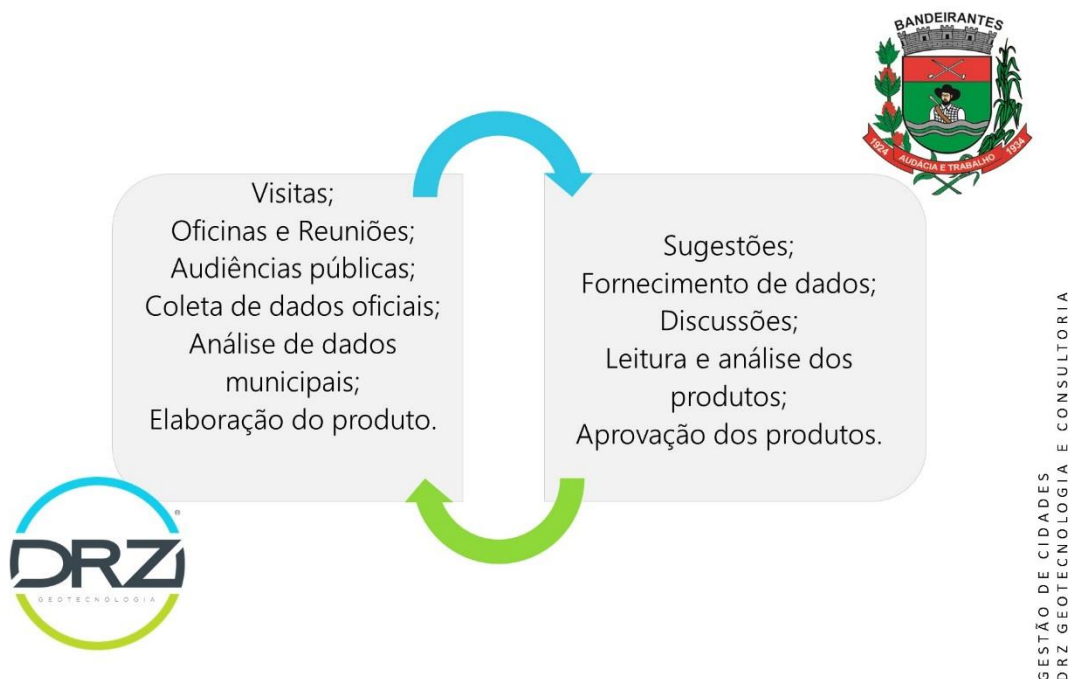 BANDEIRANTES
1924 AUDÁCIA E TRABALHO 1934
Visitas;
Oficinas e Reuniões;
Audiências públicas;
Coleta de dados oficiais;
Análise de dados
municipais;
Elaboração do produto.
Sugestões;
Fornecimento de dados;
Discussões;
Leitura e análise dos
produtos;
Aprovação dos produtos.
DRZ®
GEOTECNOLOGIA
GESTÃO DE CIDADES
DRZ GEOTECNOLOGIA E CONSULTORIA